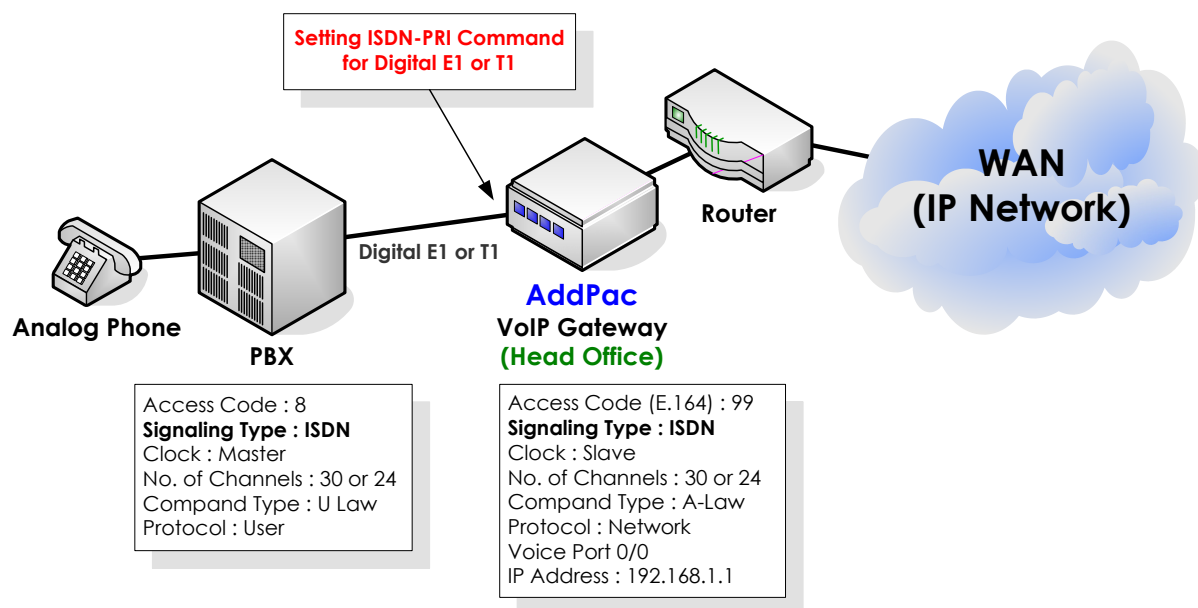 Setting ISDN-PRI Command
for Digital E1 or T1
WAN
(IP Network)
Router
Digital E1 or T1
Analog Phone
PBX
AddPac
VoIP Gateway
(Head Office)
Access Code : 8
Signaling Type : ISDN
Clock : Master
No. of Channels : 30 or 24
Compand Type : U Law
Protocol : User
Access Code (E.164) : 99
Signaling Type : ISDN
Clock : Slave
No. of Channels : 30 or 24
Compand Type : A-Law
Protocol : Network
Voice Port 0/0
IP Address : 192.168.1.1